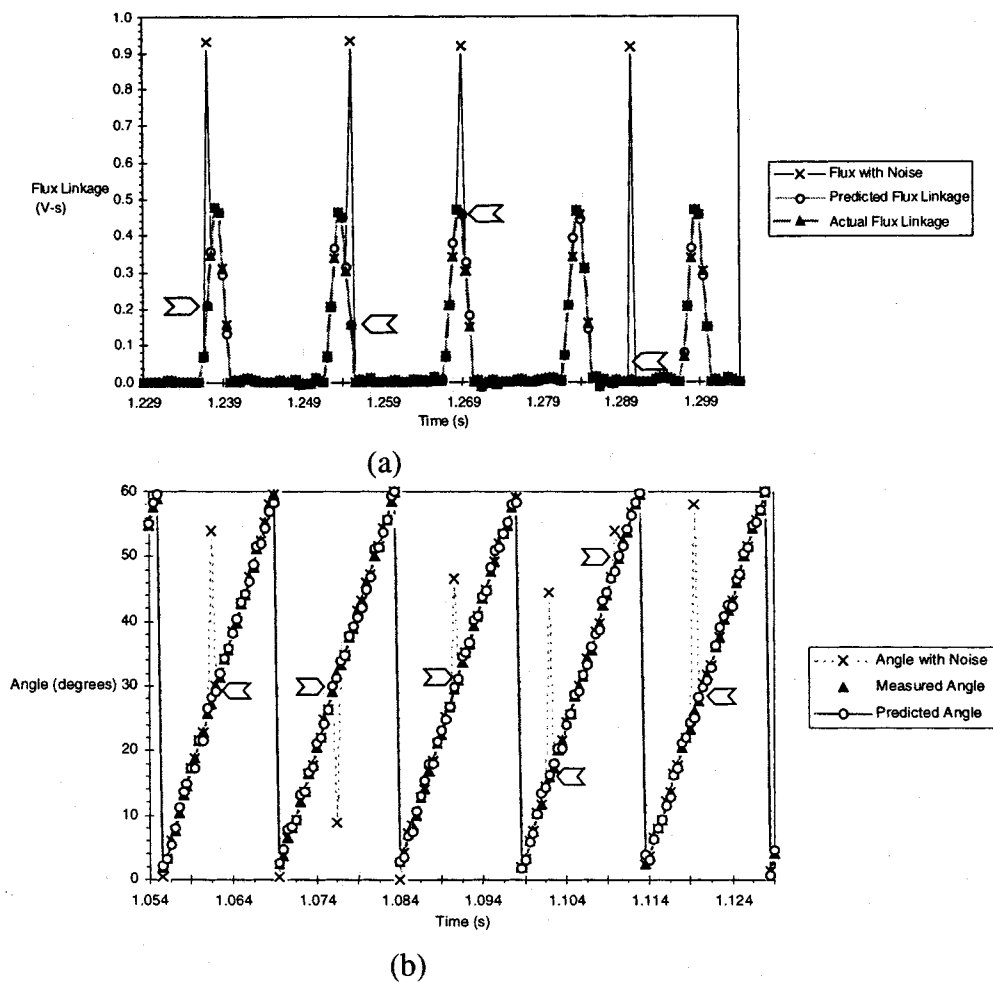 1.0
0.9
0.8
0.7
0.6
0.5
0.4
0.3
0.2
0.1
0.0
Flux Linkage
(V-s)
1.229 1.239 1.249 1.259 1.269 1.279 1.289 1.299
Time (s)
Flux with Noise
Predicted Flux Linkage
Actual Flux Linkage
(a)
60
50
40
30
20
10
0
Angle (degrees)
1.054 1.064 1.074 1.084 1.094 1.104 1.114 1.124
Time (s)
Angle with Noise
Measured Angle
Predicted Angle
(b)